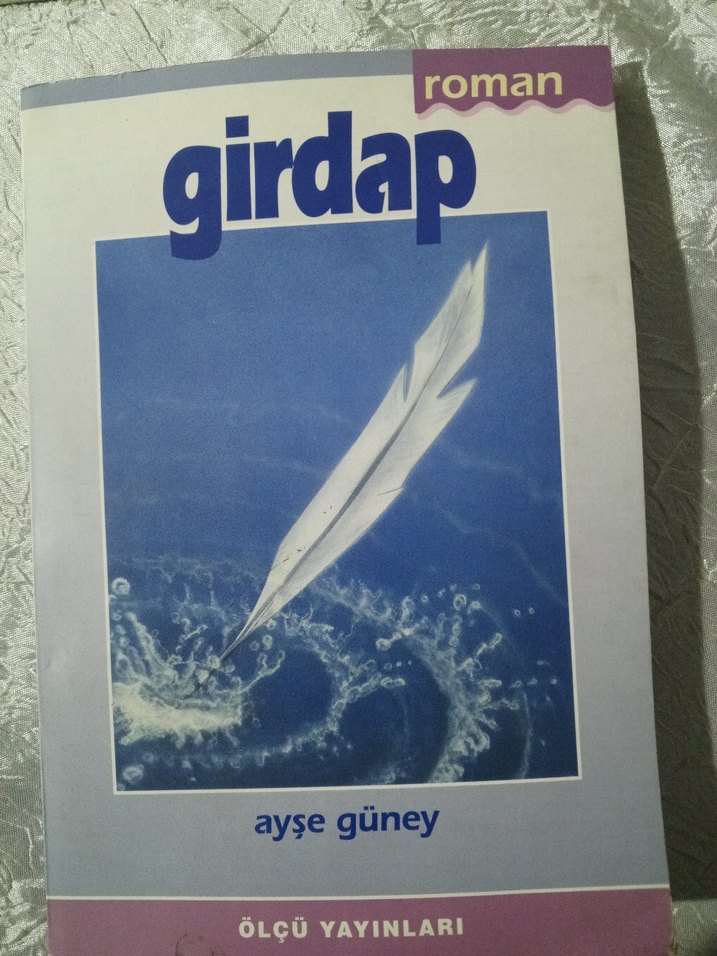 roman
girdap
ayşe güney
ÖLÇÜ YAYINLARI